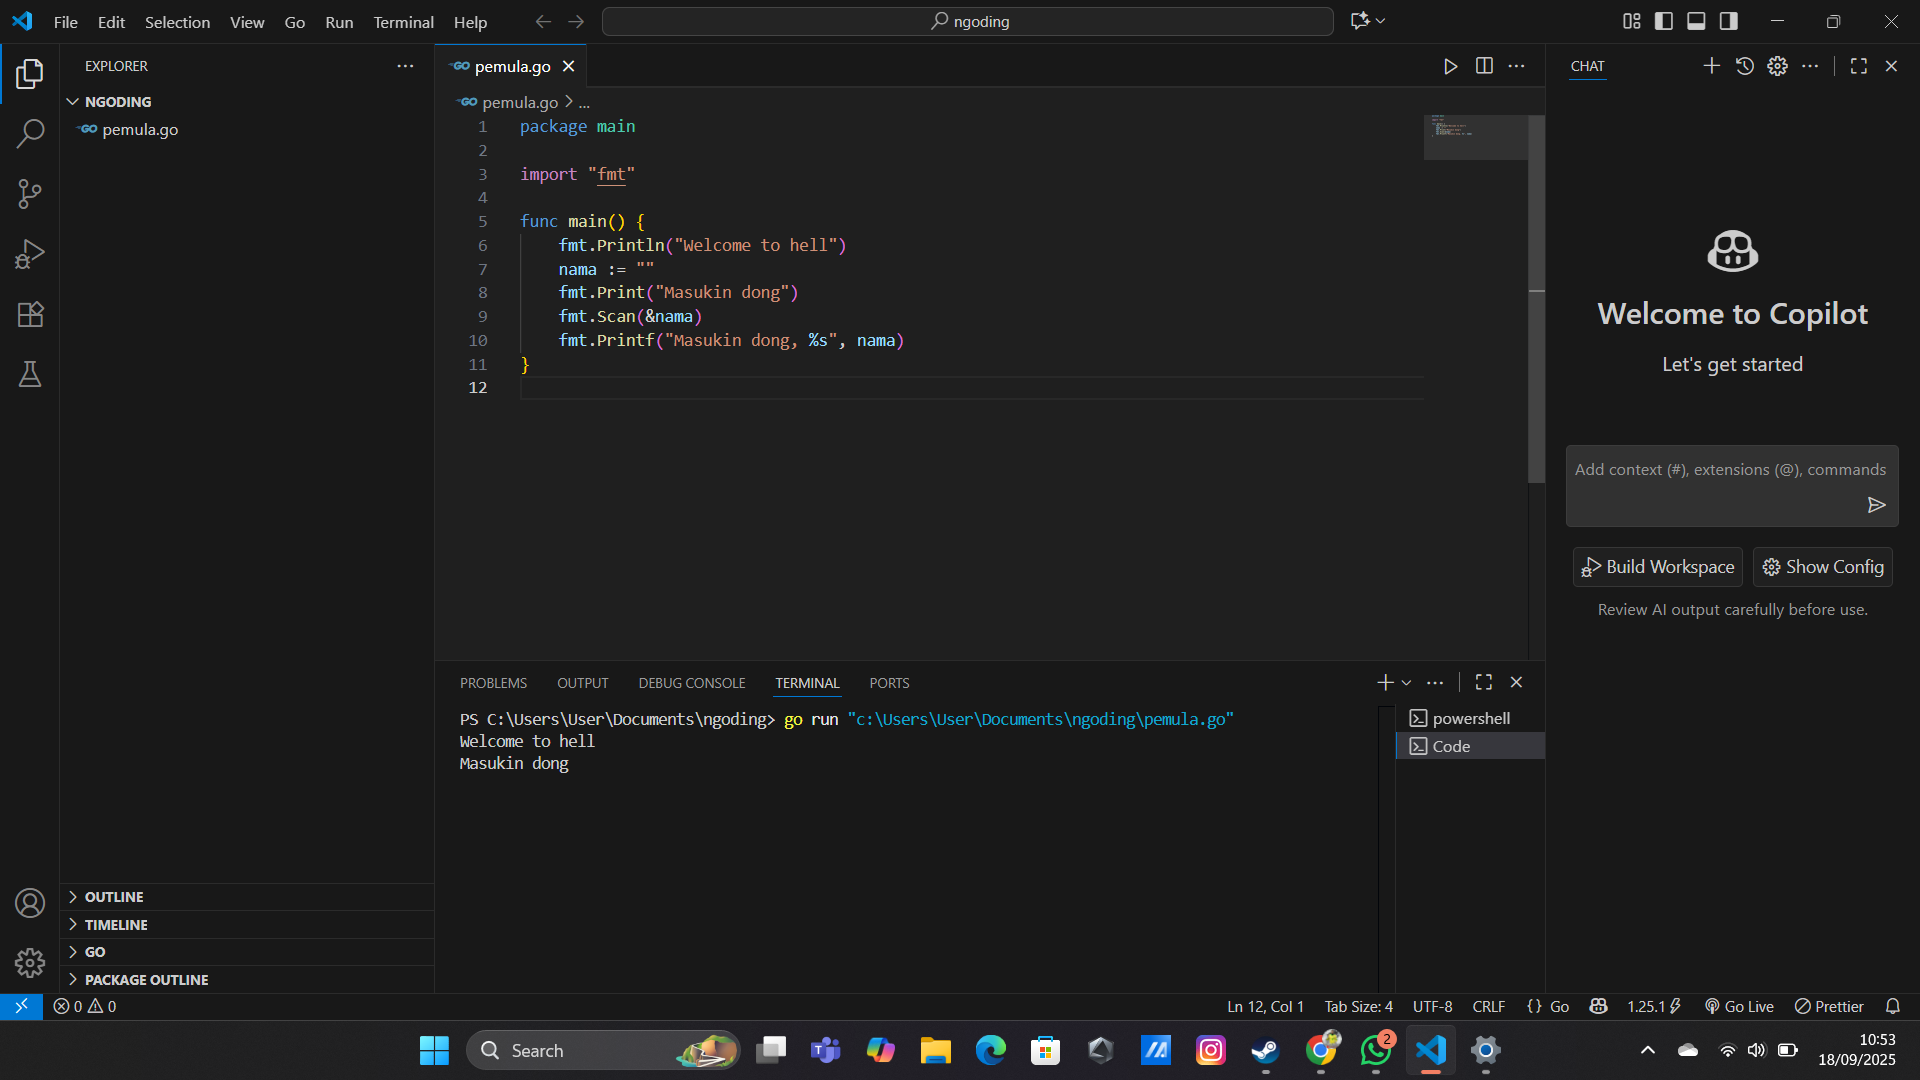 File Edit Selection View Go Run Terminal Help
ngoding
EXPLORER
NGODING
pemula.go
OUTLINE
TIMELINE
GO
PACKAGE OUTLINE
GO pemula.go
GO pemula.go > ...
1 package main
2
3 import "fmt"
4
5 func main() {
6 fmt.Println("Welcome to hell")
7 nama := ""
8 fmt.Print("Masukin dong")
9 fmt.Scan(&nama)
10 fmt.Printf("Masukin dong, %s", nama)
11 }
12
PROBLEMS OUTPUT DEBUG CONSOLE TERMINAL PORTS
PS C:\Users\User\Documents\ngoding> go run "c:\Users\User\Documents\ngoding\pemula.go"
Welcome to hell
Masukin dong
powershell
Code
CHAT
Welcome to Copilot
Let's get started
Add context (#), extensions (@), commands
Build Workspace
Show Config
Review AI output carefully before use.
0 0
Ln 12, Col 1 Tab Size: 4 UTF-8 CRLF {} Go 1.25.1 Go Live Prettier
Search
2
10:53
18/09/2025